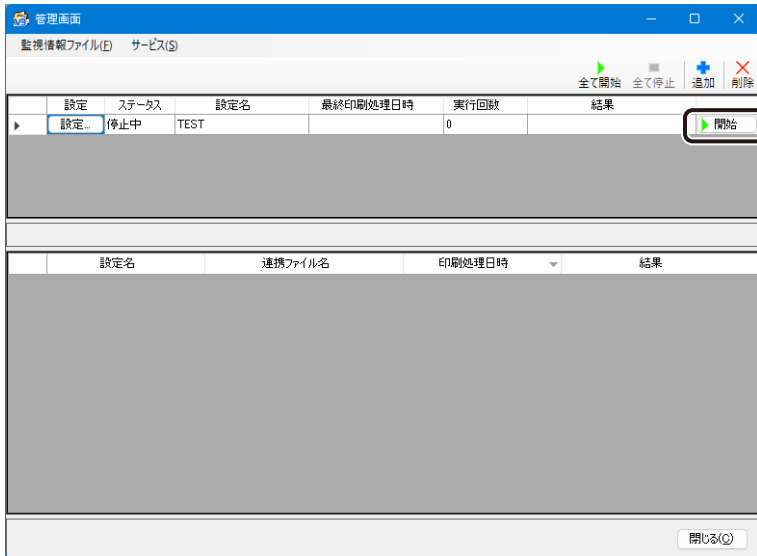 管理画面
監視情報ファイル(F) サービス(S)
全て開始 全て停止 追加 削除
設定 ステータス 設定名 最終印刷処理日時 実行回数 結果
設定... 停止中 TEST 0 開始
設定名 連携ファイル名 印刷処理日時 結果
閉じる(C)